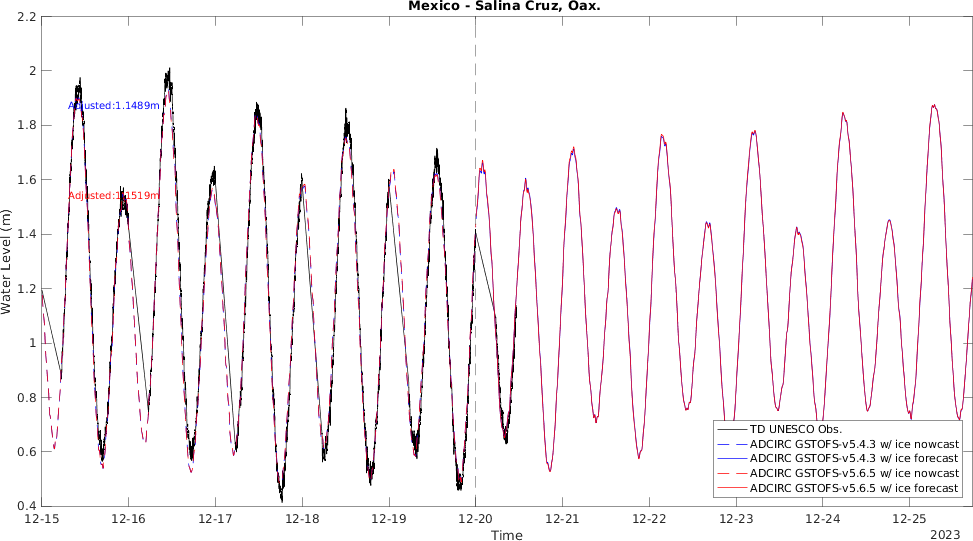 Mexico - Salina Cruz, Oax.
2.2
2
1.8
1.6
1.4
1.2
1
0.8
0.6
0.4
Water Level (m)
Adjusted:1.1489m
Adjusted:1.1519m
TD UNESCO Obs.
ADCIRC GSTOFS-v5.4.3 w/ ice nowcast
ADCIRC GSTOFS-v5.4.3 w/ ice forecast
ADCIRC GSTOFS-v5.6.5 w/ ice nowcast
ADCIRC GSTOFS-v5.6.5 w/ ice forecast
12-15 12-16 12-17 12-18 12-19 12-20 12-21 12-22 12-23 12-24 12-25
Time
2023